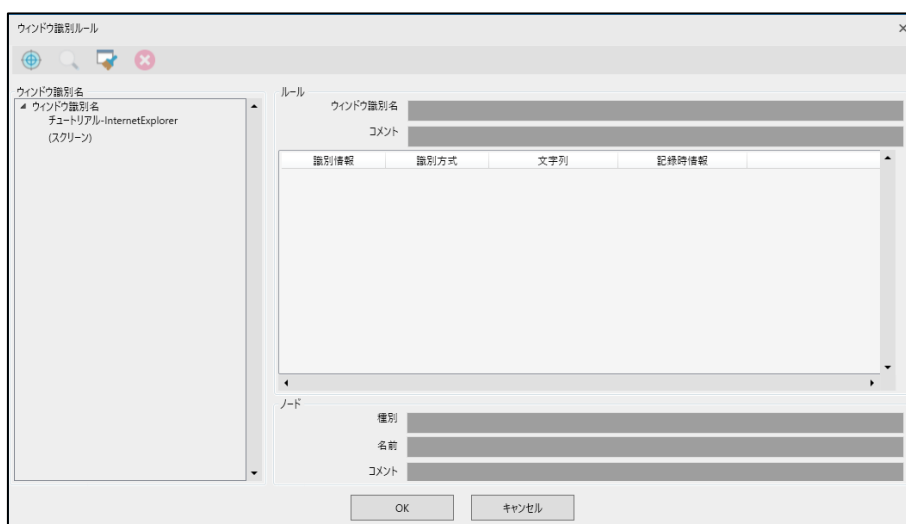 ウィンドウ識別ルール
ウィンドウ識別名
ウィンドウ識別名
チュートリアル-InternetExplorer
(スクリーン)
ルール
ウィンドウ識別名
コメント
識別情報 識別方式 文字列 記録時情報
ノード
種別
名前
コメント
OK キャンセル